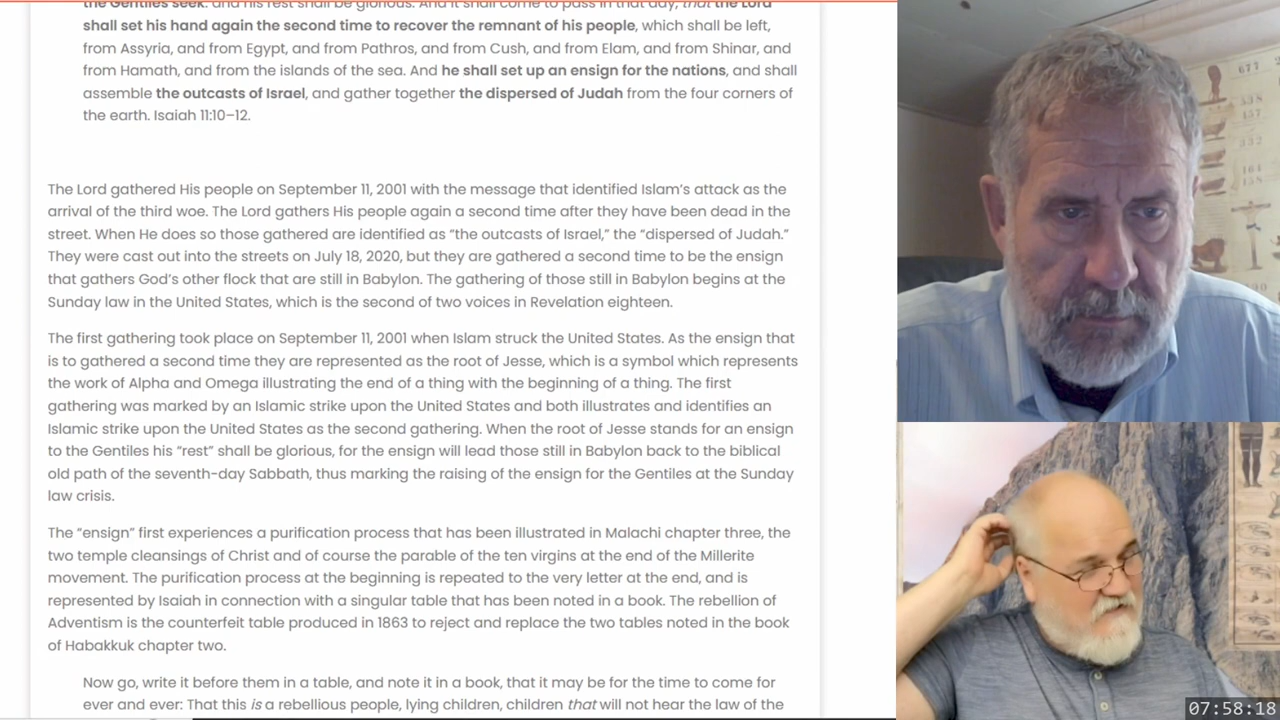 the Gentiles seek: and his rest shall be glorious. And it shall come to pass in that day, that the Lord
shall set his hand again the second time to recover the remnant of his people, which shall be left,
from Assyria, and from Egypt, and from Pathros, and from Cush, and from Elam, and from Shinar, and
from Hamath, and from the islands of the sea. And he shall set up an ensign for the nations, and shall
assemble the outcasts of Israel, and gather together the dispersed of Judah from the four corners of
the earth. Isaiah 11:10–12.
The Lord gathered His people on September 11, 2001 with the message that identified Islam's attack as the
arrival of the third woe. The Lord gathers His people again a second time after they have been dead in the
street. When He does so those gathered are identified as “the outcasts of Israel,” the “dispersed of Judah.”
They were cast out into the streets on July 18, 2020, but they are gathered a second time to be the ensign
that gathers God's other flock that are still in Babylon. The gathering of those still in Babylon begins at the
Sunday law in the United States, which is the second of two voices in Revelation eighteen.
The first gathering took place on September 11, 2001 when Islam struck the United States. As the ensign that
is to gathered a second time they are represented as the root of Jesse, which is a symbol which represents
the work of Alpha and Omega illustrating the end of a thing with the beginning of a thing. The first
gathering was marked by an Islamic strike upon the United States and both illustrates and identifies an
Islamic strike upon the United States as the second gathering. When the root of Jesse stands for an ensign
to the Gentiles his “rest” shall be glorious, for the ensign will lead those still in Babylon back to the biblical
old path of the seventh-day Sabbath, thus marking the raising of the ensign for the Gentiles at the Sunday
law crisis.
The “ensign” first experiences a purification process that has been illustrated in Malachi chapter three, the
two temple cleansings of Christ and of course the parable of the ten virgins at the end of the Millerite
movement. The purification process at the beginning is repeated to the very letter at the end, and is
represented by Isaiah in connection with a singular table that has been noted in a book. The rebellion of
Adventism is the counterfeit table produced in 1863 to reject and replace the two tables noted in the book
of Habakkuk chapter two.
Now go, write it before them in a table, and note it in a book, that it may be for the time to come for
ever and ever: That this is a rebellious people, lying children, children that will not hear the law of the
677
538
457
07:58:18